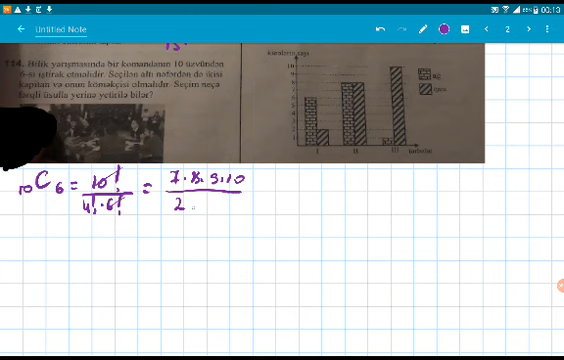 00:13
Untitled Note
2
114. Bilik yarışmasında bir komandanın 10 üzvündən
6-sı iştirak etməlidir. Seçilən altı nəfərdən də ikisi
kapitan və onun köməkçisi olmalıdır. Seçim neçə
fərqli üsulla yerinə yetirilə bilər?
10
9
8
7
6
5
4
3
2
1
I II III
₁₀C₆ = 10! / 4! · 6! = 7 · 8 · 9 · 10 / 2